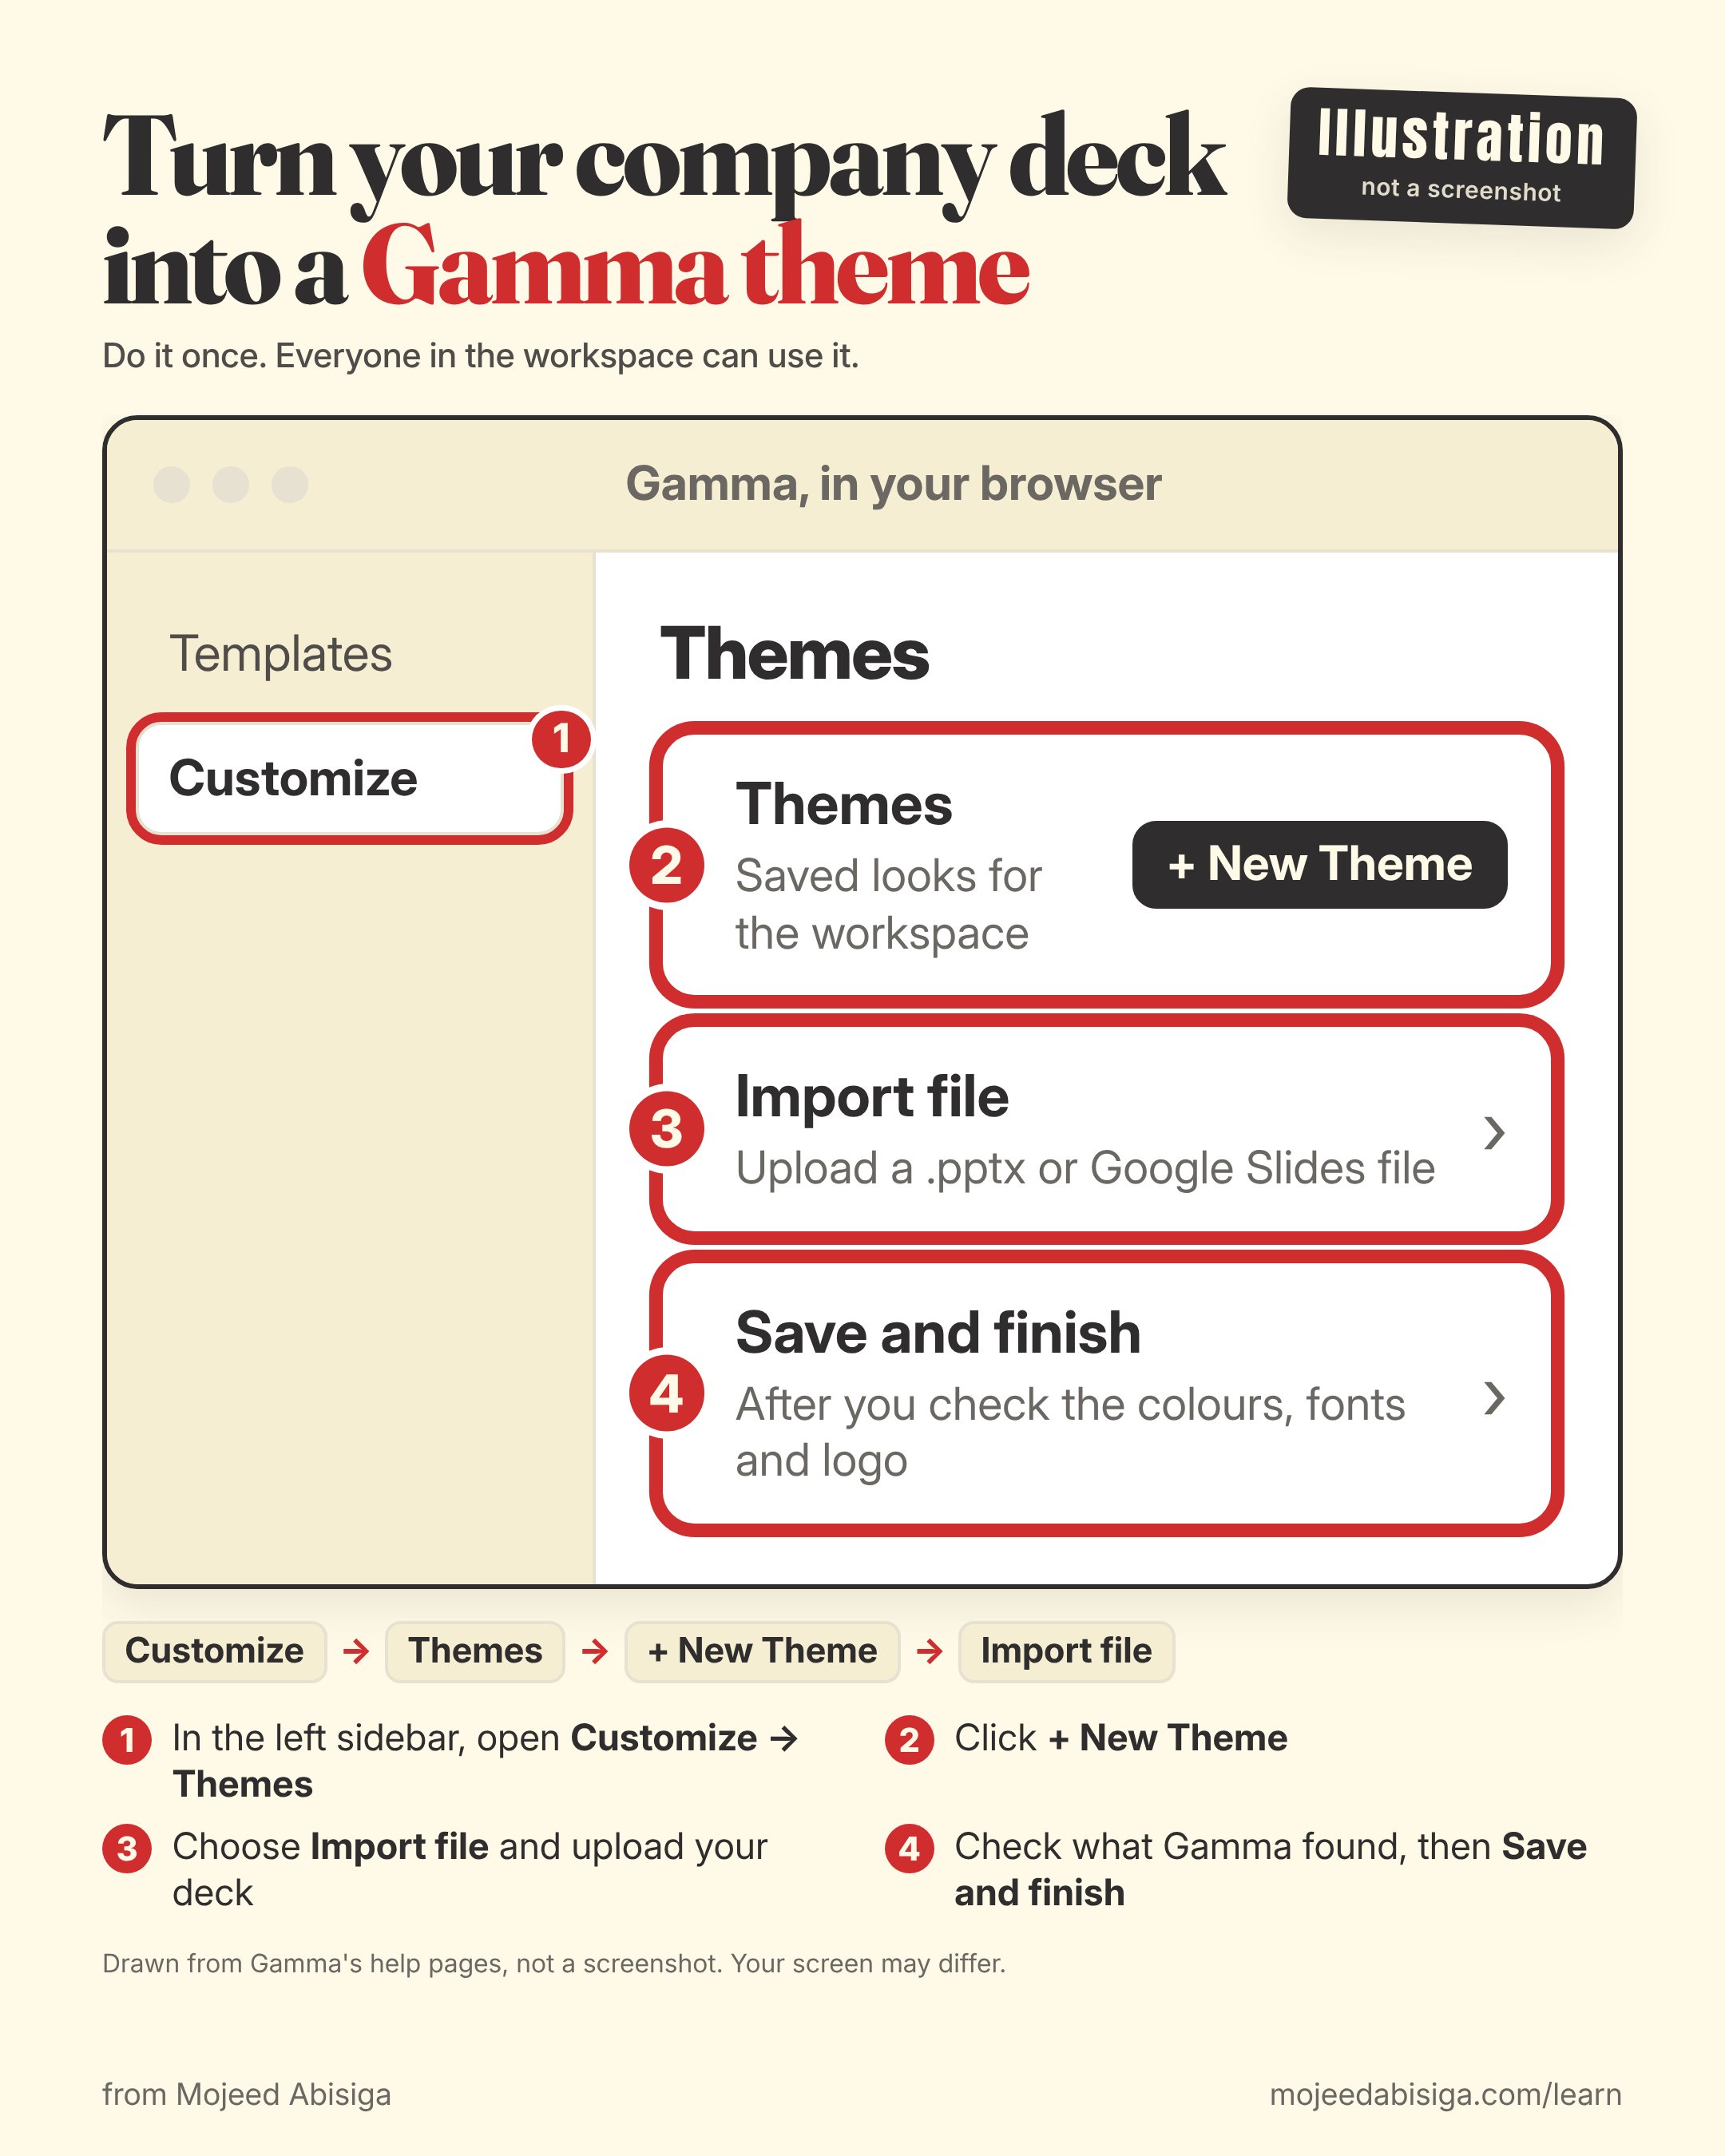 Turn your company deck
into a Gamma theme
Illustration
not a screenshot
Do it once. Everyone in the workspace can use it.
Gamma, in your browser
Templates
Customize
1
Themes
2
Themes
Saved looks for
the workspace
+ New Theme
3
Import file
Upload a .pptx or Google Slides file
›
4
Save and finish
After you check the colours, fonts
and logo
›
Customize → Themes → + New Theme → Import file
1 In the left sidebar, open Customize →
Themes
2 Click + New Theme
3 Choose Import file and upload your
deck
4 Check what Gamma found, then Save
and finish
Drawn from Gamma's help pages, not a screenshot. Your screen may differ.
from Mojeed Abisiga
mojeedabisiga.com/learn